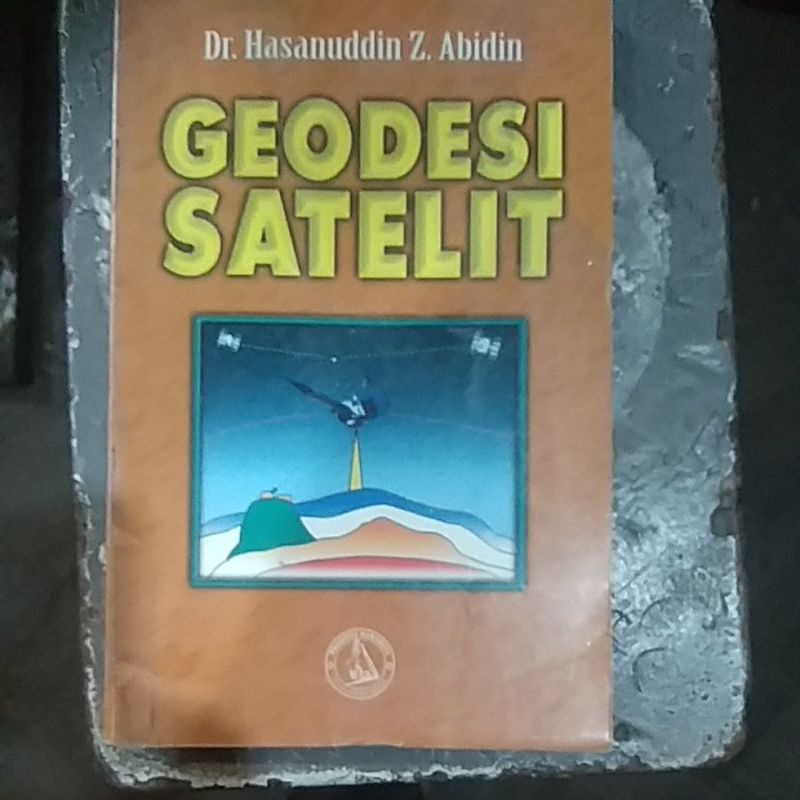 Dr. Hasanuddin Z. Abidin
GEODESI
SATELIT